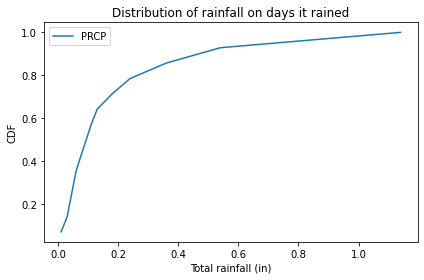 Distribution of rainfall on days it rained
PRCP
CDF
1.0
0.8
0.6
0.4
0.2
0.0 0.2 0.4 0.6 0.8 1.0
Total rainfall (in)